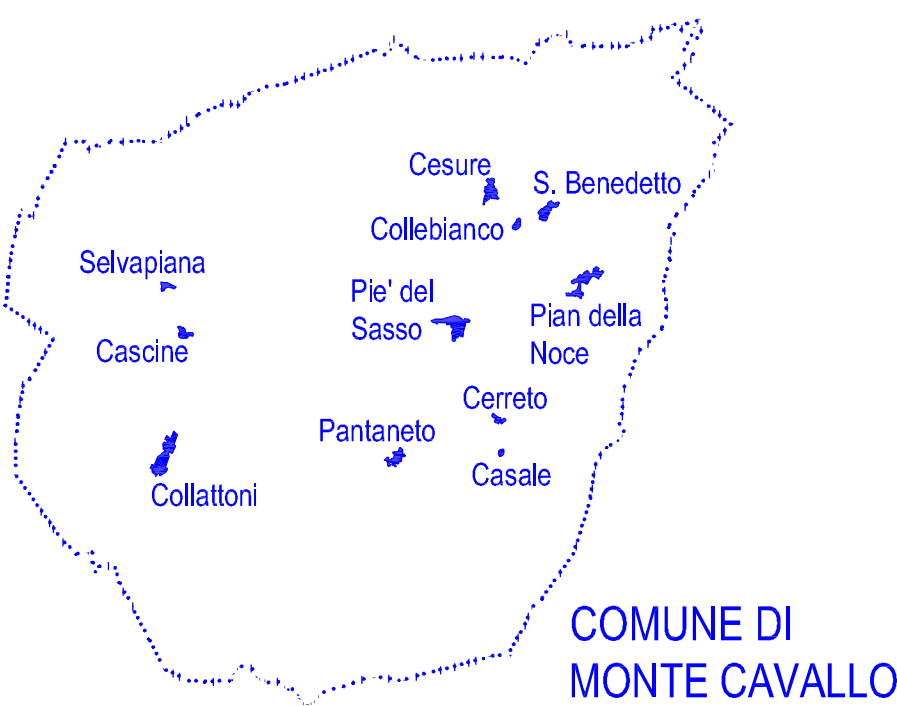 Cesure
S. Benedetto
Collebianco
Selvapiana
Pie' del
Sasso
Pian della
Noce
Cascine
Cerreto
Pantaneto
Casale
Collattoni
COMUNE DI
MONTE CAVALLO